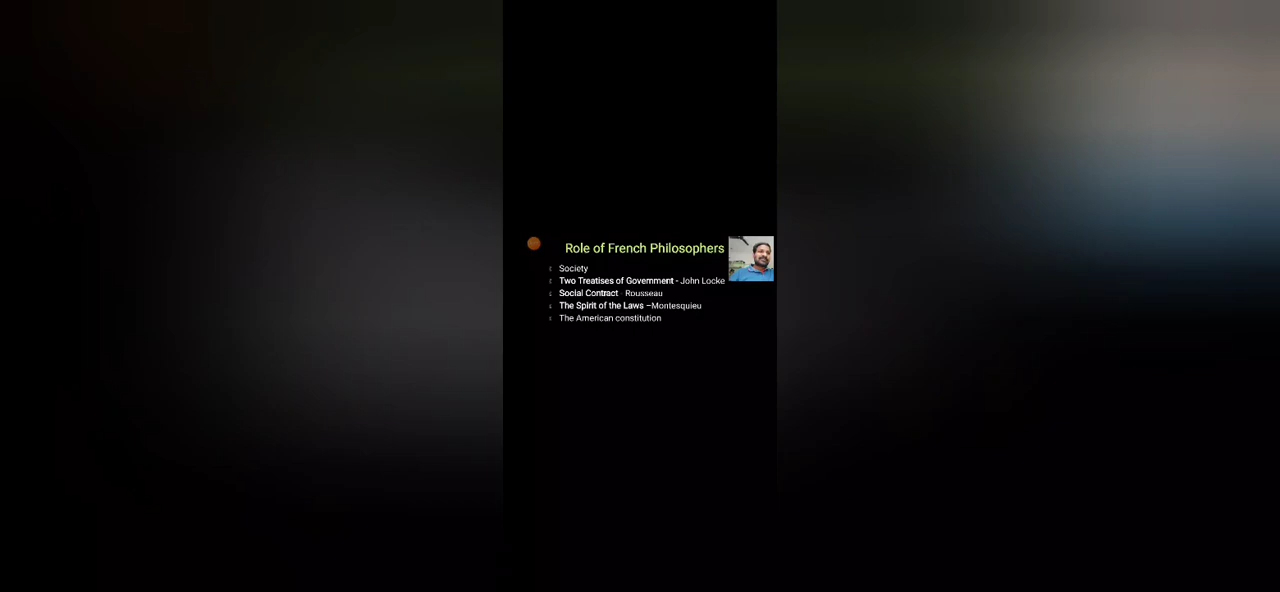 Role of French Philosophers
Society
Two Treatises of Government - John Locke
Social Contract Rousseau
The Spirit of the Laws –Montesquieu
The American constitution